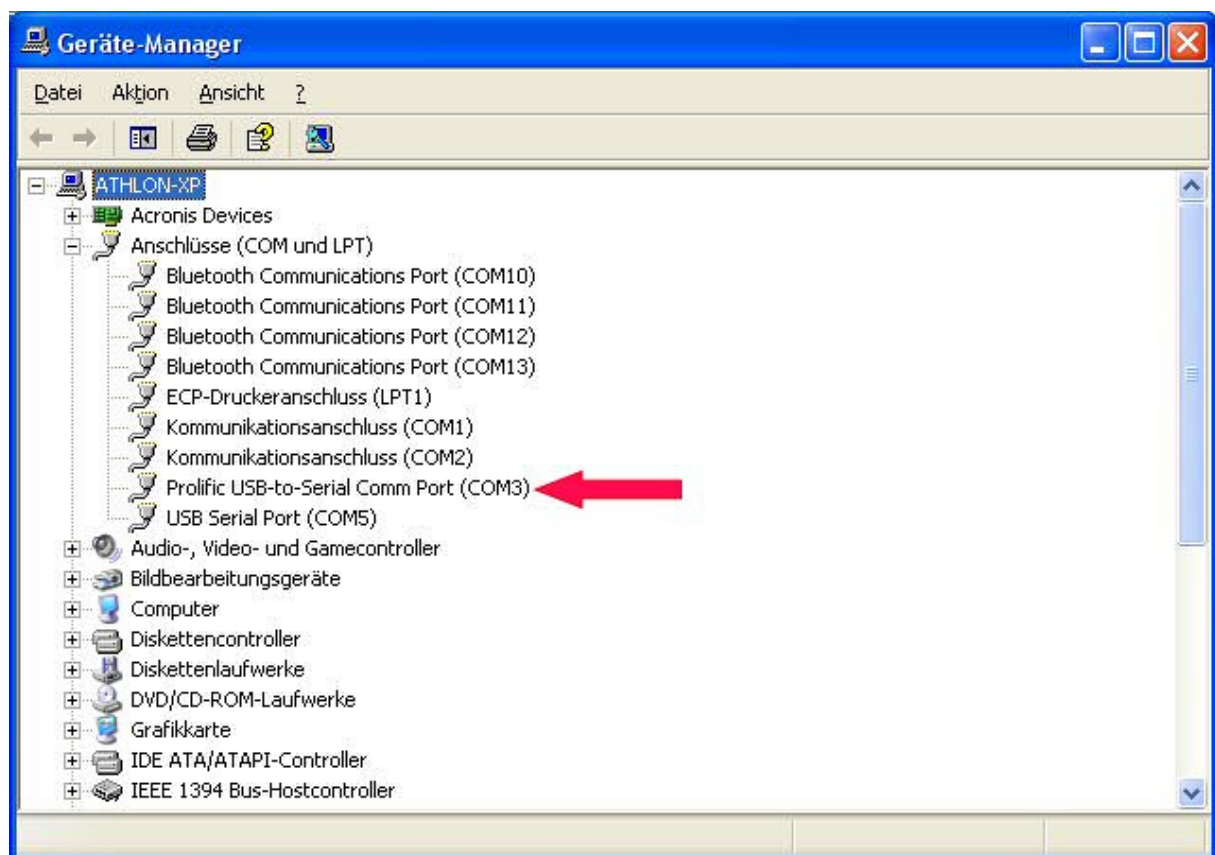 Geräte-Manager
Datei Aktion Ansicht ?
ATHLON-XP
Acronis Devices
Anschlüsse (COM und LPT)
Bluetooth Communications Port (COM10)
Bluetooth Communications Port (COM11)
Bluetooth Communications Port (COM12)
Bluetooth Communications Port (COM13)
ECP-Druckeranschluss (LPT1)
Kommunikationsanschluss (COM1)
Kommunikationsanschluss (COM2)
Prolific USB-to-Serial Comm Port (COM3)
USB Serial Port (COM5)
Audio-, Video- und Gamecontroller
Bildbearbeitungsgeräte
Computer
Diskettencontroller
Diskettenlaufwerke
DVD/CD-ROM-Laufwerke
Grafikkarte
IDE ATA/ATAPI-Controller
IEEE 1394 Bus-Hostcontroller